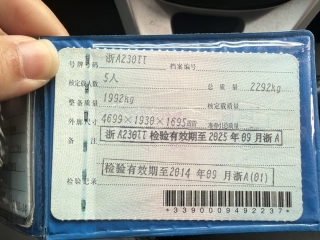 号牌号码 浙A230TT 档案编号
核定载人数 5人 总质量 2292kg
整备质量 1992kg 核定载质量
外廓尺寸 4699×1930×1695mm 准牵引总质量
备注 浙A230TT 检验有效期至2025年09月浙A
检验记录 检验有效期至2014年09月浙A(01)
*3390009492237*